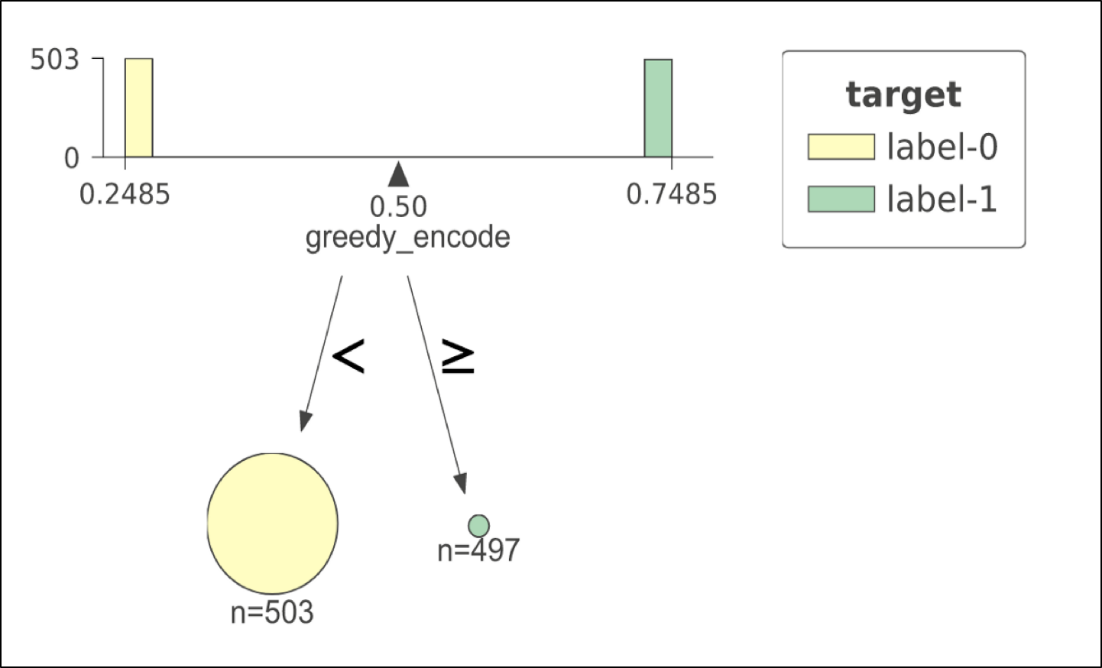 503
0
0.2485
0.50
0.7485
greedy_encode
target
label-0
label-1
<
≥
n=503
n=497